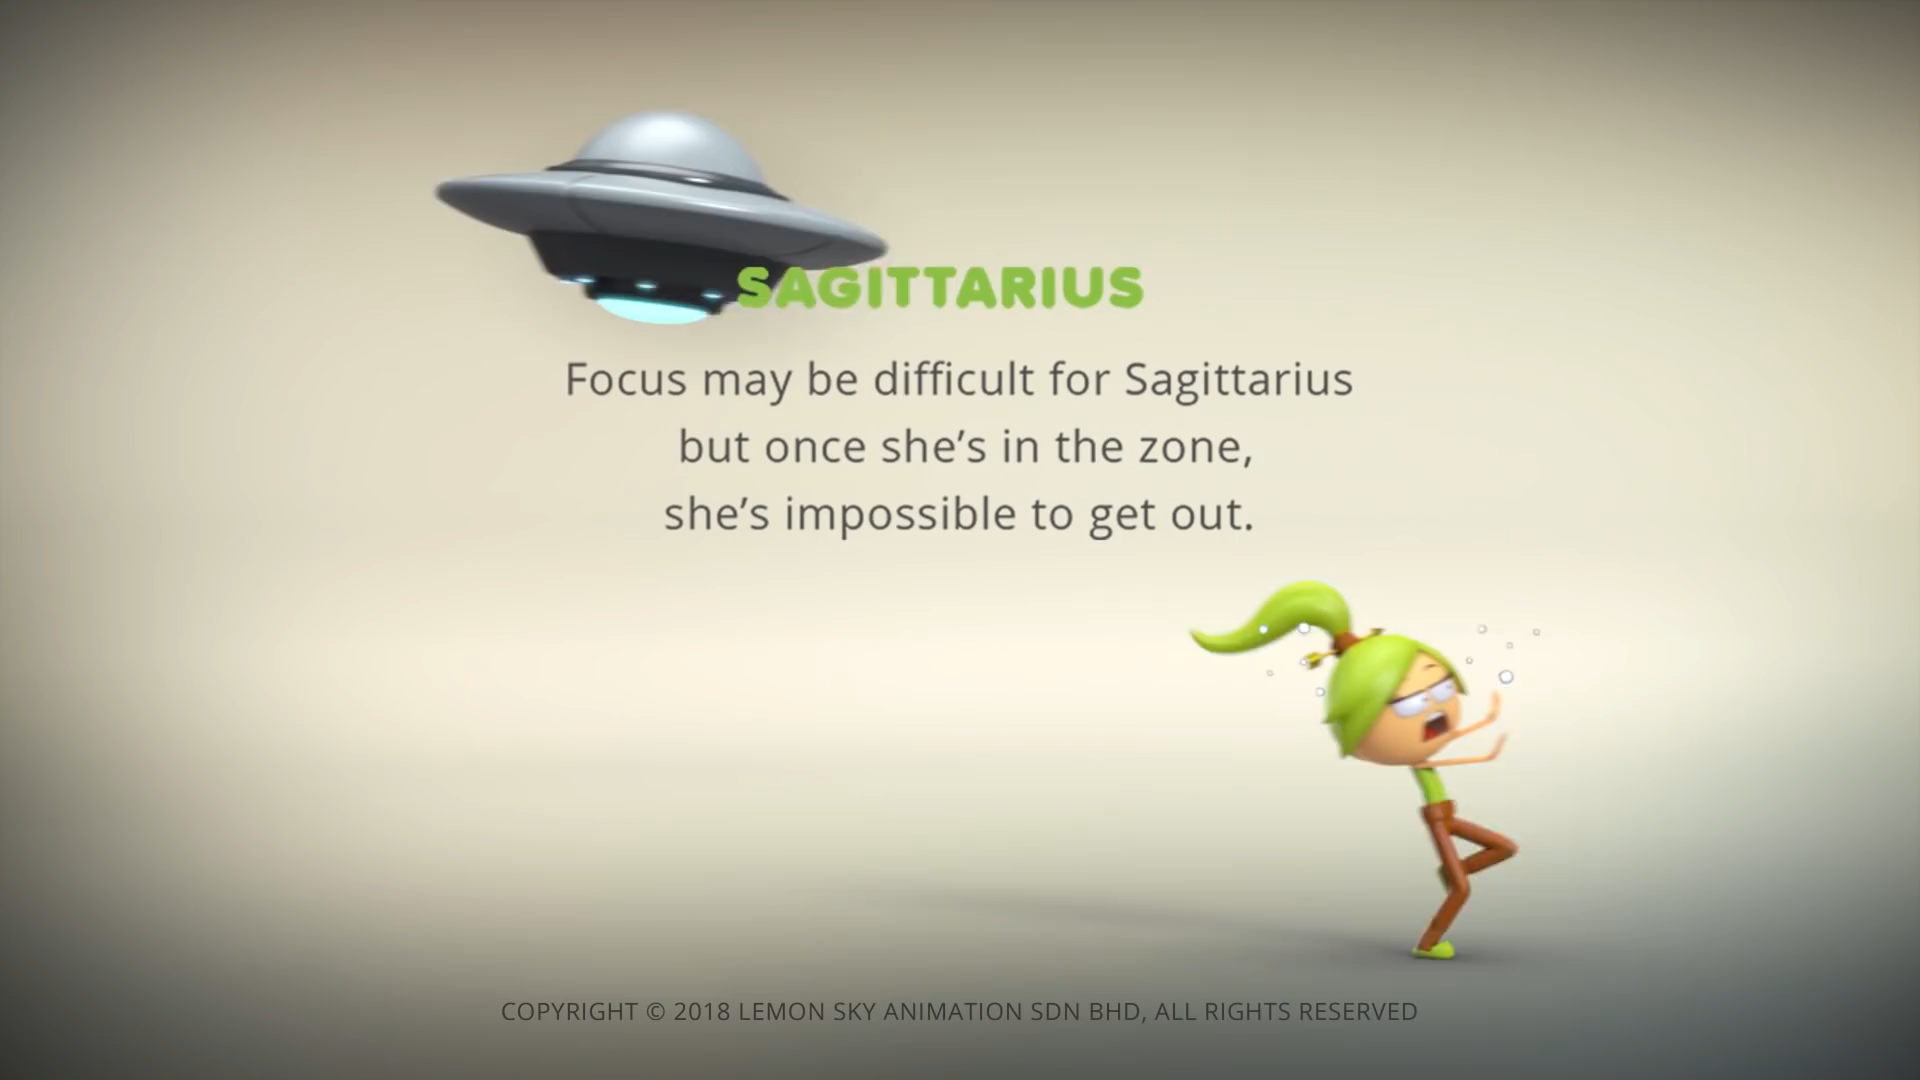 SAGITTARIUS
Focus may be difficult for Sagittarius
but once she’s in the zone,
she’s impossible to get out.
COPYRIGHT © 2018 LEMON SKY ANIMATION SDN BHD, ALL RIGHTS RESERVED